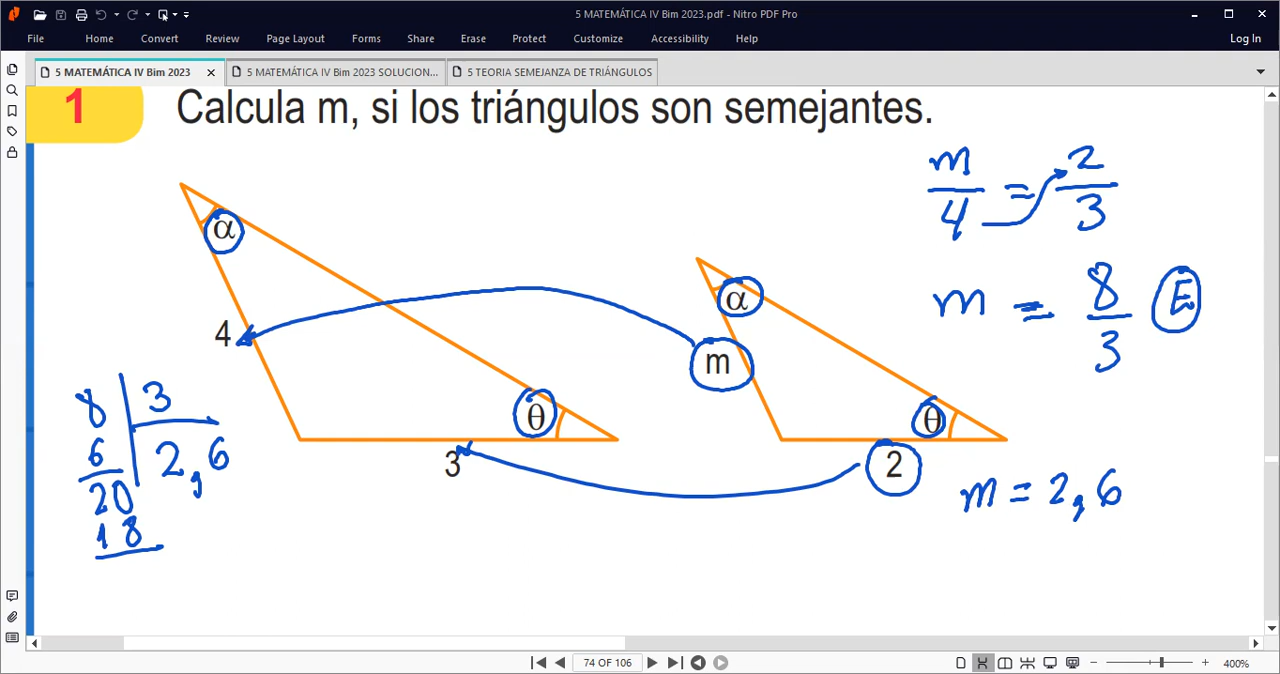 5 MATEMÁTICA IV Bim 2023.pdf - Nitro PDF Pro
File Home Convert Review Page Layout Forms Share Erase Protect Customize Accessibility Help Log In
5 MATEMÁTICA IV Bim 2023 5 MATEMÁTICA IV Bim 2023 SOLUCION... 5 TEORIA SEMEJANZA DE TRIÁNGULOS
1 Calcula m, si los triángulos son semejantes.
m/4 = 2/3
α
α
m = 8/3 E
4
m
θ
θ
3
2
8 3
6 2,6
20
18
m = 2,6
74 OF 106
400%